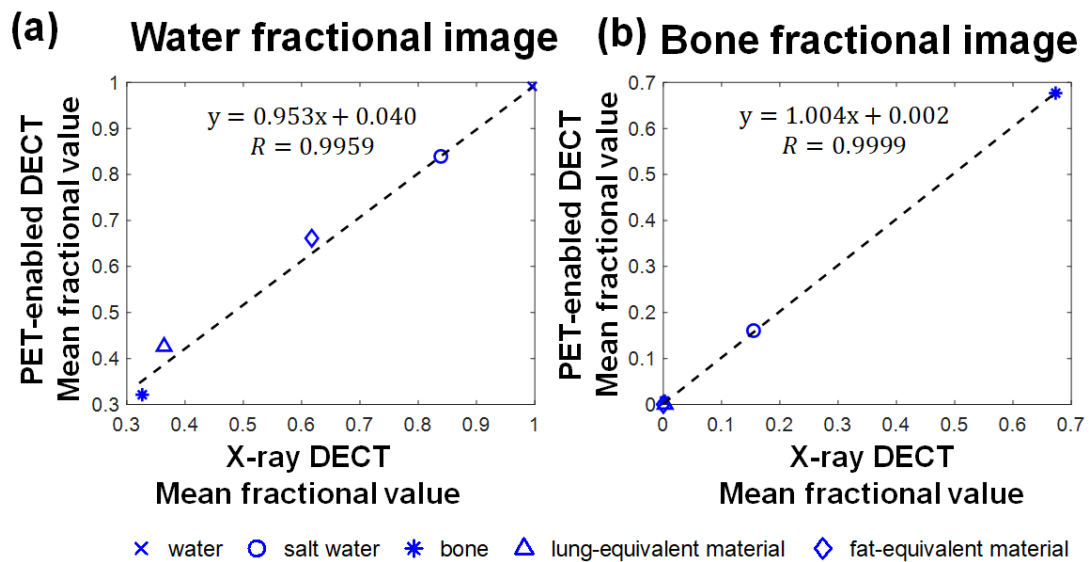 (a) Water fractional image
y = 0.953x + 0.040
R = 0.9959
PET-enabled DECT
Mean fractional value
1
0.9
0.8
0.7
0.6
0.5
0.4
0.3
0.3 0.4 0.5 0.6 0.7 0.8 0.9 1
X-ray DECT
Mean fractional value
(b) Bone fractional image
y = 1.004x + 0.002
R = 0.9999
PET-enabled DECT
Mean fractional value
0.7
0.6
0.5
0.4
0.3
0.2
0.1
0
0 0.1 0.2 0.3 0.4 0.5 0.6 0.7
X-ray DECT
Mean fractional value
water salt water bone lung-equivalent material fat-equivalent material